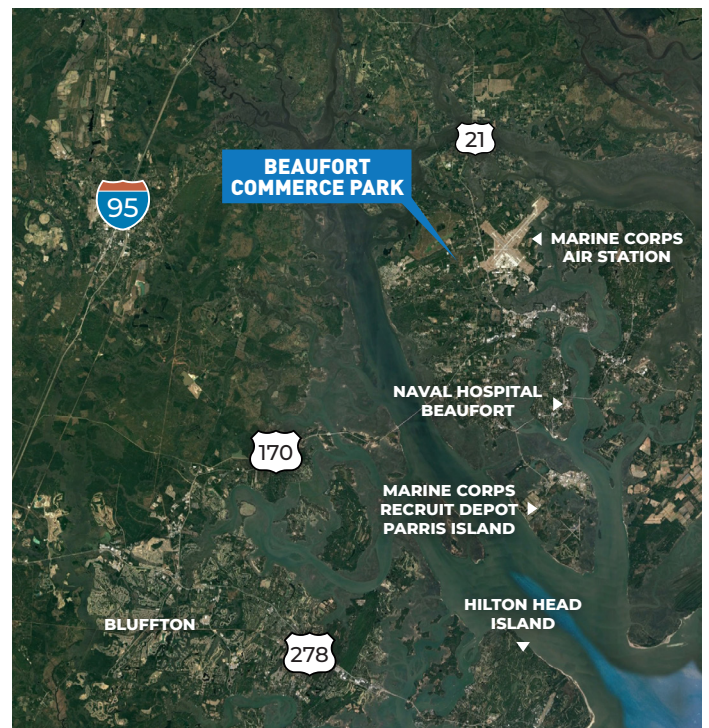 21
BEAUFORT
COMMERCE PARK
95
MARINE CORPS
AIR STATION
NAVAL HOSPITAL
BEAUFORT
170
MARINE CORPS
RECRUIT DEPOT
PARRIS ISLAND
HILTON HEAD
ISLAND
BLUFFTON
278